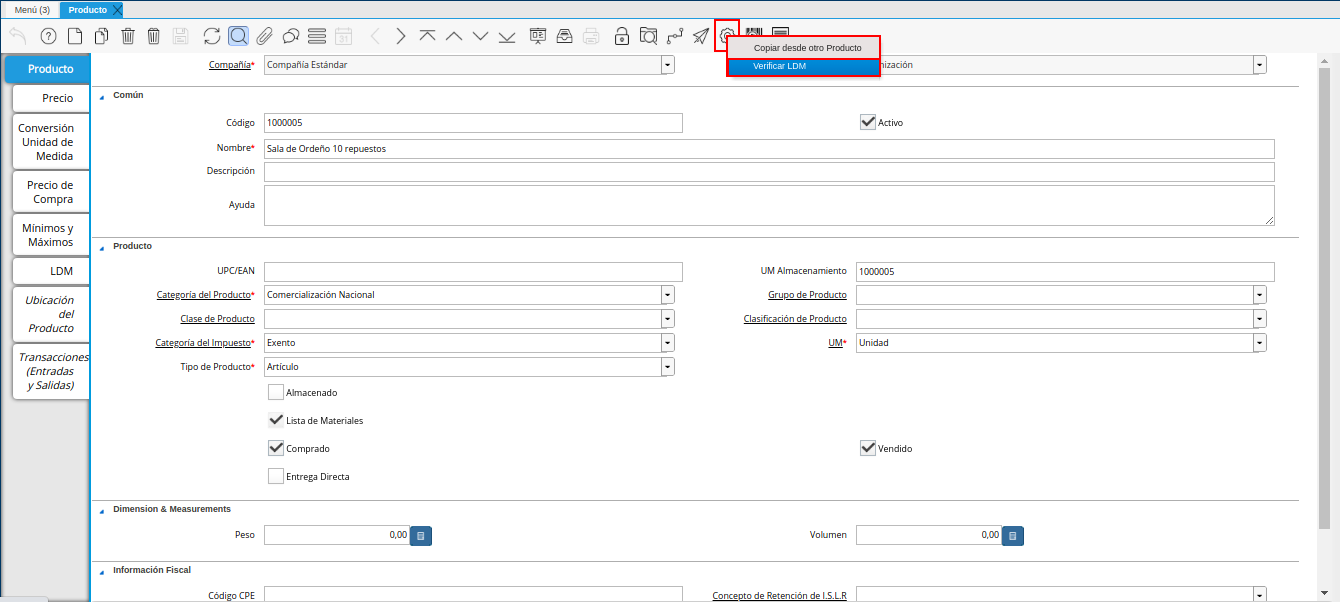 Menú (3)
Producto
31
Copiar desde otro Producto
Verificar LDM
Producto
Precio
Conversión
Unidad de
Medida
Precio de
Compra
Mínimos y
Máximos
LDM
Ubicación
del
Producto
Transacciones
(Entradas
y Salidas)
Compañía* Compañía Estándar
nización
Común
Código 1000005 Activo
Nombre* Sala de Ordeño 10 repuestos
Descripción
Ayuda
Producto
UPC/EAN UM Almacenamiento 1000005
Categoría del Producto* Comercialización Nacional Grupo de Producto
Clase de Producto Clasificación de Producto
Categoría del Impuesto* Exento UM* Unidad
Tipo de Producto* Artículo
Almacenado
Lista de Materiales
Comprado Vendido
Entrega Directa
Dimension & Measurements
Peso 0,00 Volumen 0,00
Información Fiscal
Código CPE Concepto de Retención de I.S.L.R